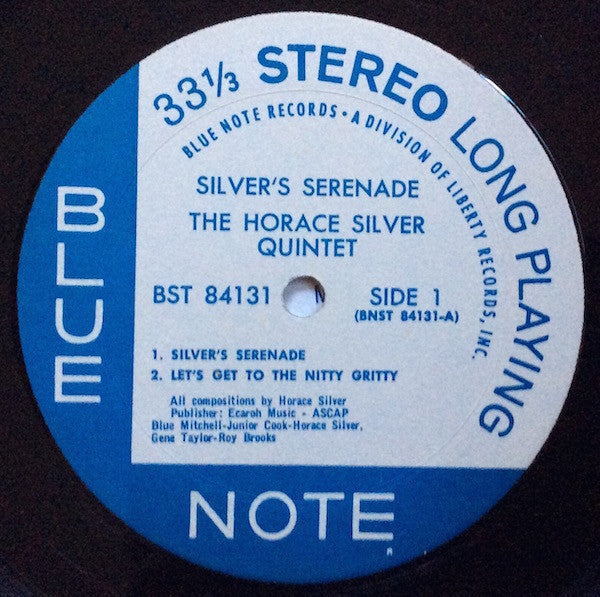 33⅓ STEREO LONG PLAYING
BLUE NOTE RECORDS • A DIVISION OF LIBERTY RECORDS, INC.
SILVER'S SERENADE
THE HORACE SILVER
QUINTET
BST 84131
SIDE 1
(BNST 84131-A)
1. SILVER'S SERENADE
2. LET'S GET TO THE NITTY GRITTY
All compositions by Horace Silver
Publisher: Ecaroh Music - ASCAP
Blue Mitchell-Junior Cook-Horace Silver,
Gene Taylor-Roy Brooks
BLUE
NOTE